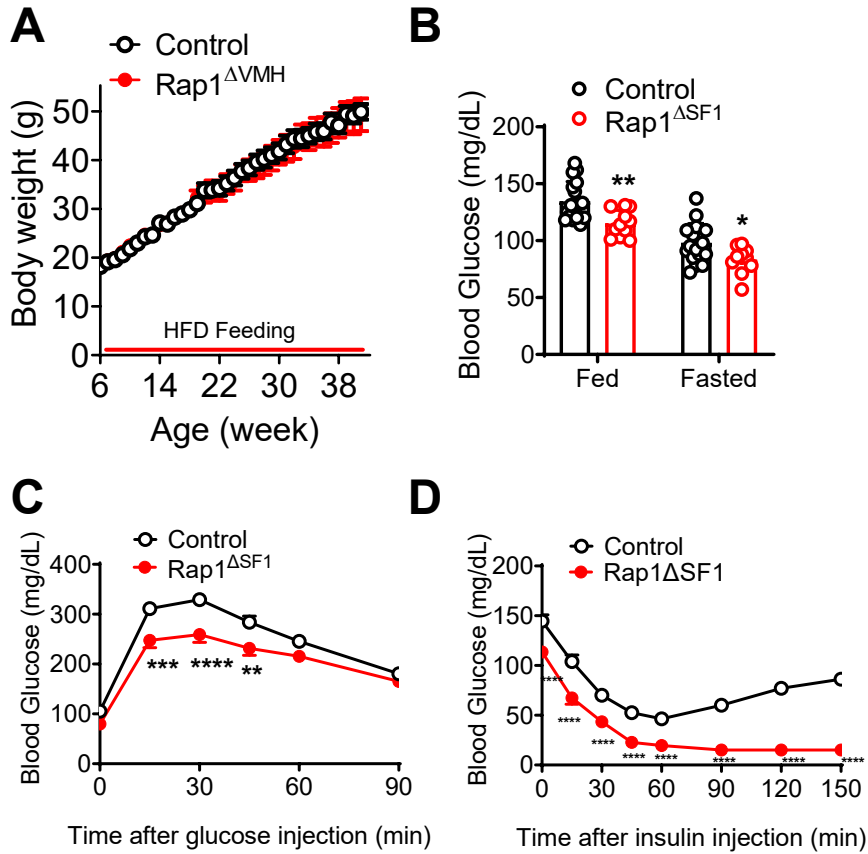 A
Control
Rap1ΔVMH
Body weight (g)
50
40
30
20
10
0
HFD Feeding
6 14 22 30 38
Age (week)
B
Control
Rap1ΔSF1
Blood Glucose (mg/dL)
200
150
100
50
0
**
*
Fed Fasted
C
Control
Rap1ΔSF1
Blood Glucose (mg/dL)
400
300
200
100
0
*** **** **
0 30 60 90
Time after glucose injection (min)
D
Control
Rap1ΔSF1
Blood Glucose (mg/dL)
200
150
100
50
0
**** **** **** **** **** **** **** ****
0 30 60 90 120 150
Time after insulin injection (min)